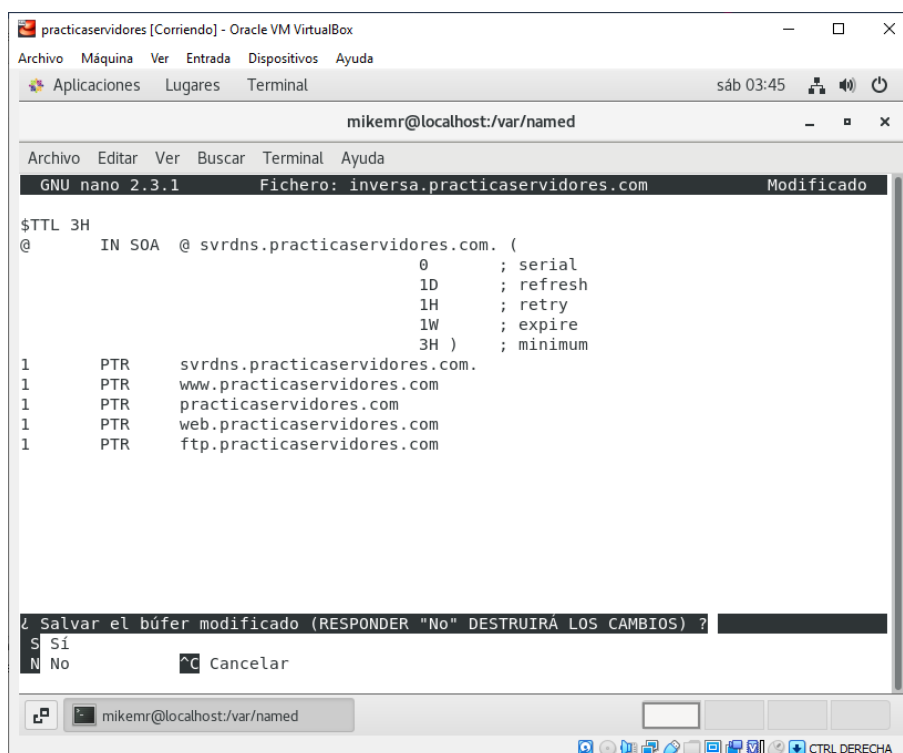 practicaservidores [Corriendo] - Oracle VM VirtualBox
Archivo Máquina Ver Entrada Dispositivos Ayuda
Aplicaciones Lugares Terminal sáb 03:45
mikemr@localhost:/var/named
Archivo Editar Ver Buscar Terminal Ayuda
GNU nano 2.3.1 Fichero: inversa.practicaservidores.com Modificado
$TTL 3H
@ IN SOA @ svrdns.practicaservidores.com. (
0 ; serial
1D ; refresh
1H ; retry
1W ; expire
3H ) ; minimum
1 PTR svrdns.practicaservidores.com.
1 PTR www.practicaservidores.com
1 PTR practicaservidores.com
1 PTR web.practicaservidores.com
1 PTR ftp.practicaservidores.com
¿ Salvar el búfer modificado (RESPONDER "No" DESTRUIRÁ LOS CAMBIOS) ?
S Sí
N No ^C Cancelar
mikemr@localhost:/var/named
CTRL DERECHA